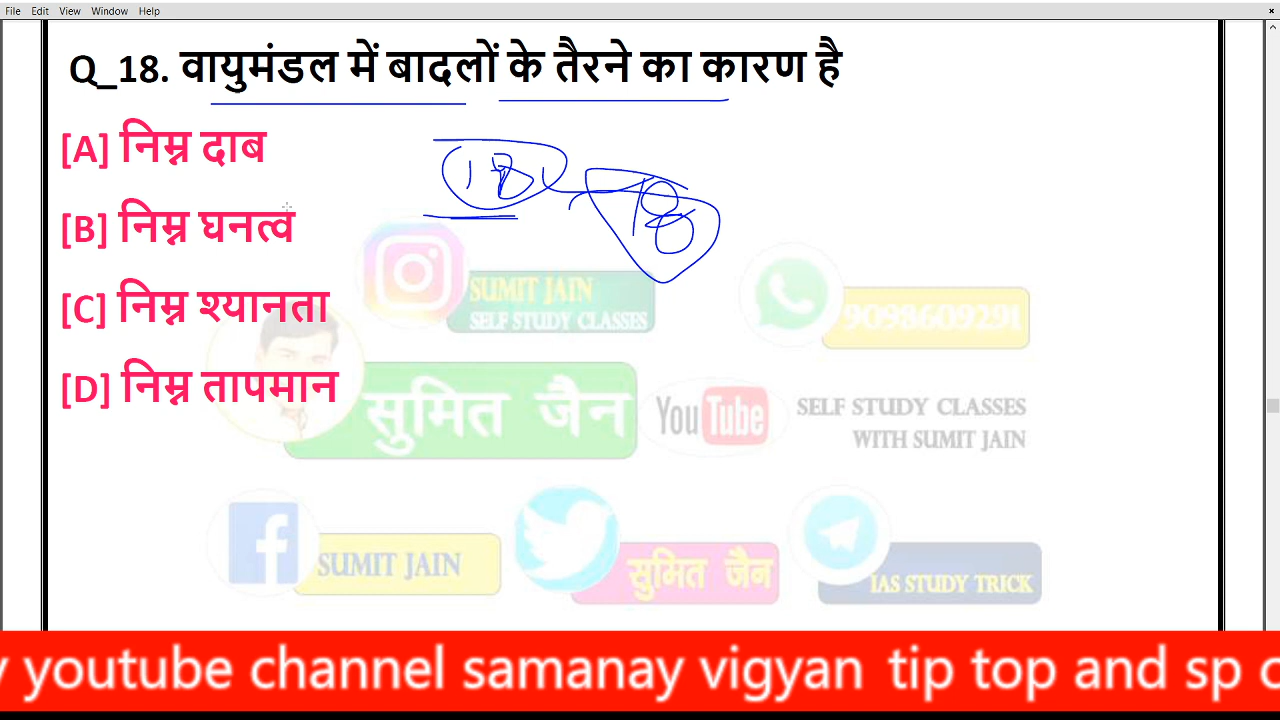 File Edit View Window Help
Q_18. वायुमंडल में बादलों के तैरने का कारण है
[A] निम्न दाब
[B] निम्न घनत्व
[C] निम्न श्यानता
[D] निम्न तापमान
18
SUMIT JAIN
SELF STUDY CLASSES
9098609291
सुमित जैन
YouTube
SELF STUDY CLASSES
WITH SUMIT JAIN
SUMIT JAIN
सुमित जैन
IAS STUDY TRICK
youtube channel samanay vigyan tip top and sp